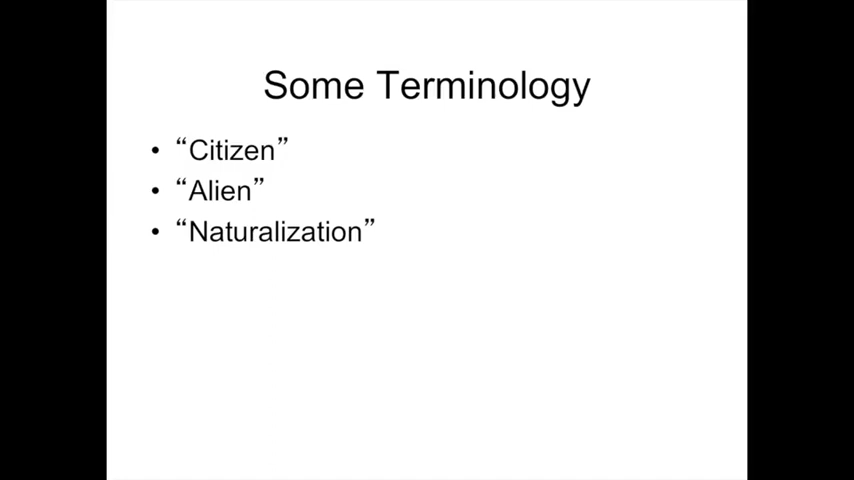 Some Terminology
• “Citizen”
• “Alien”
• “Naturalization”